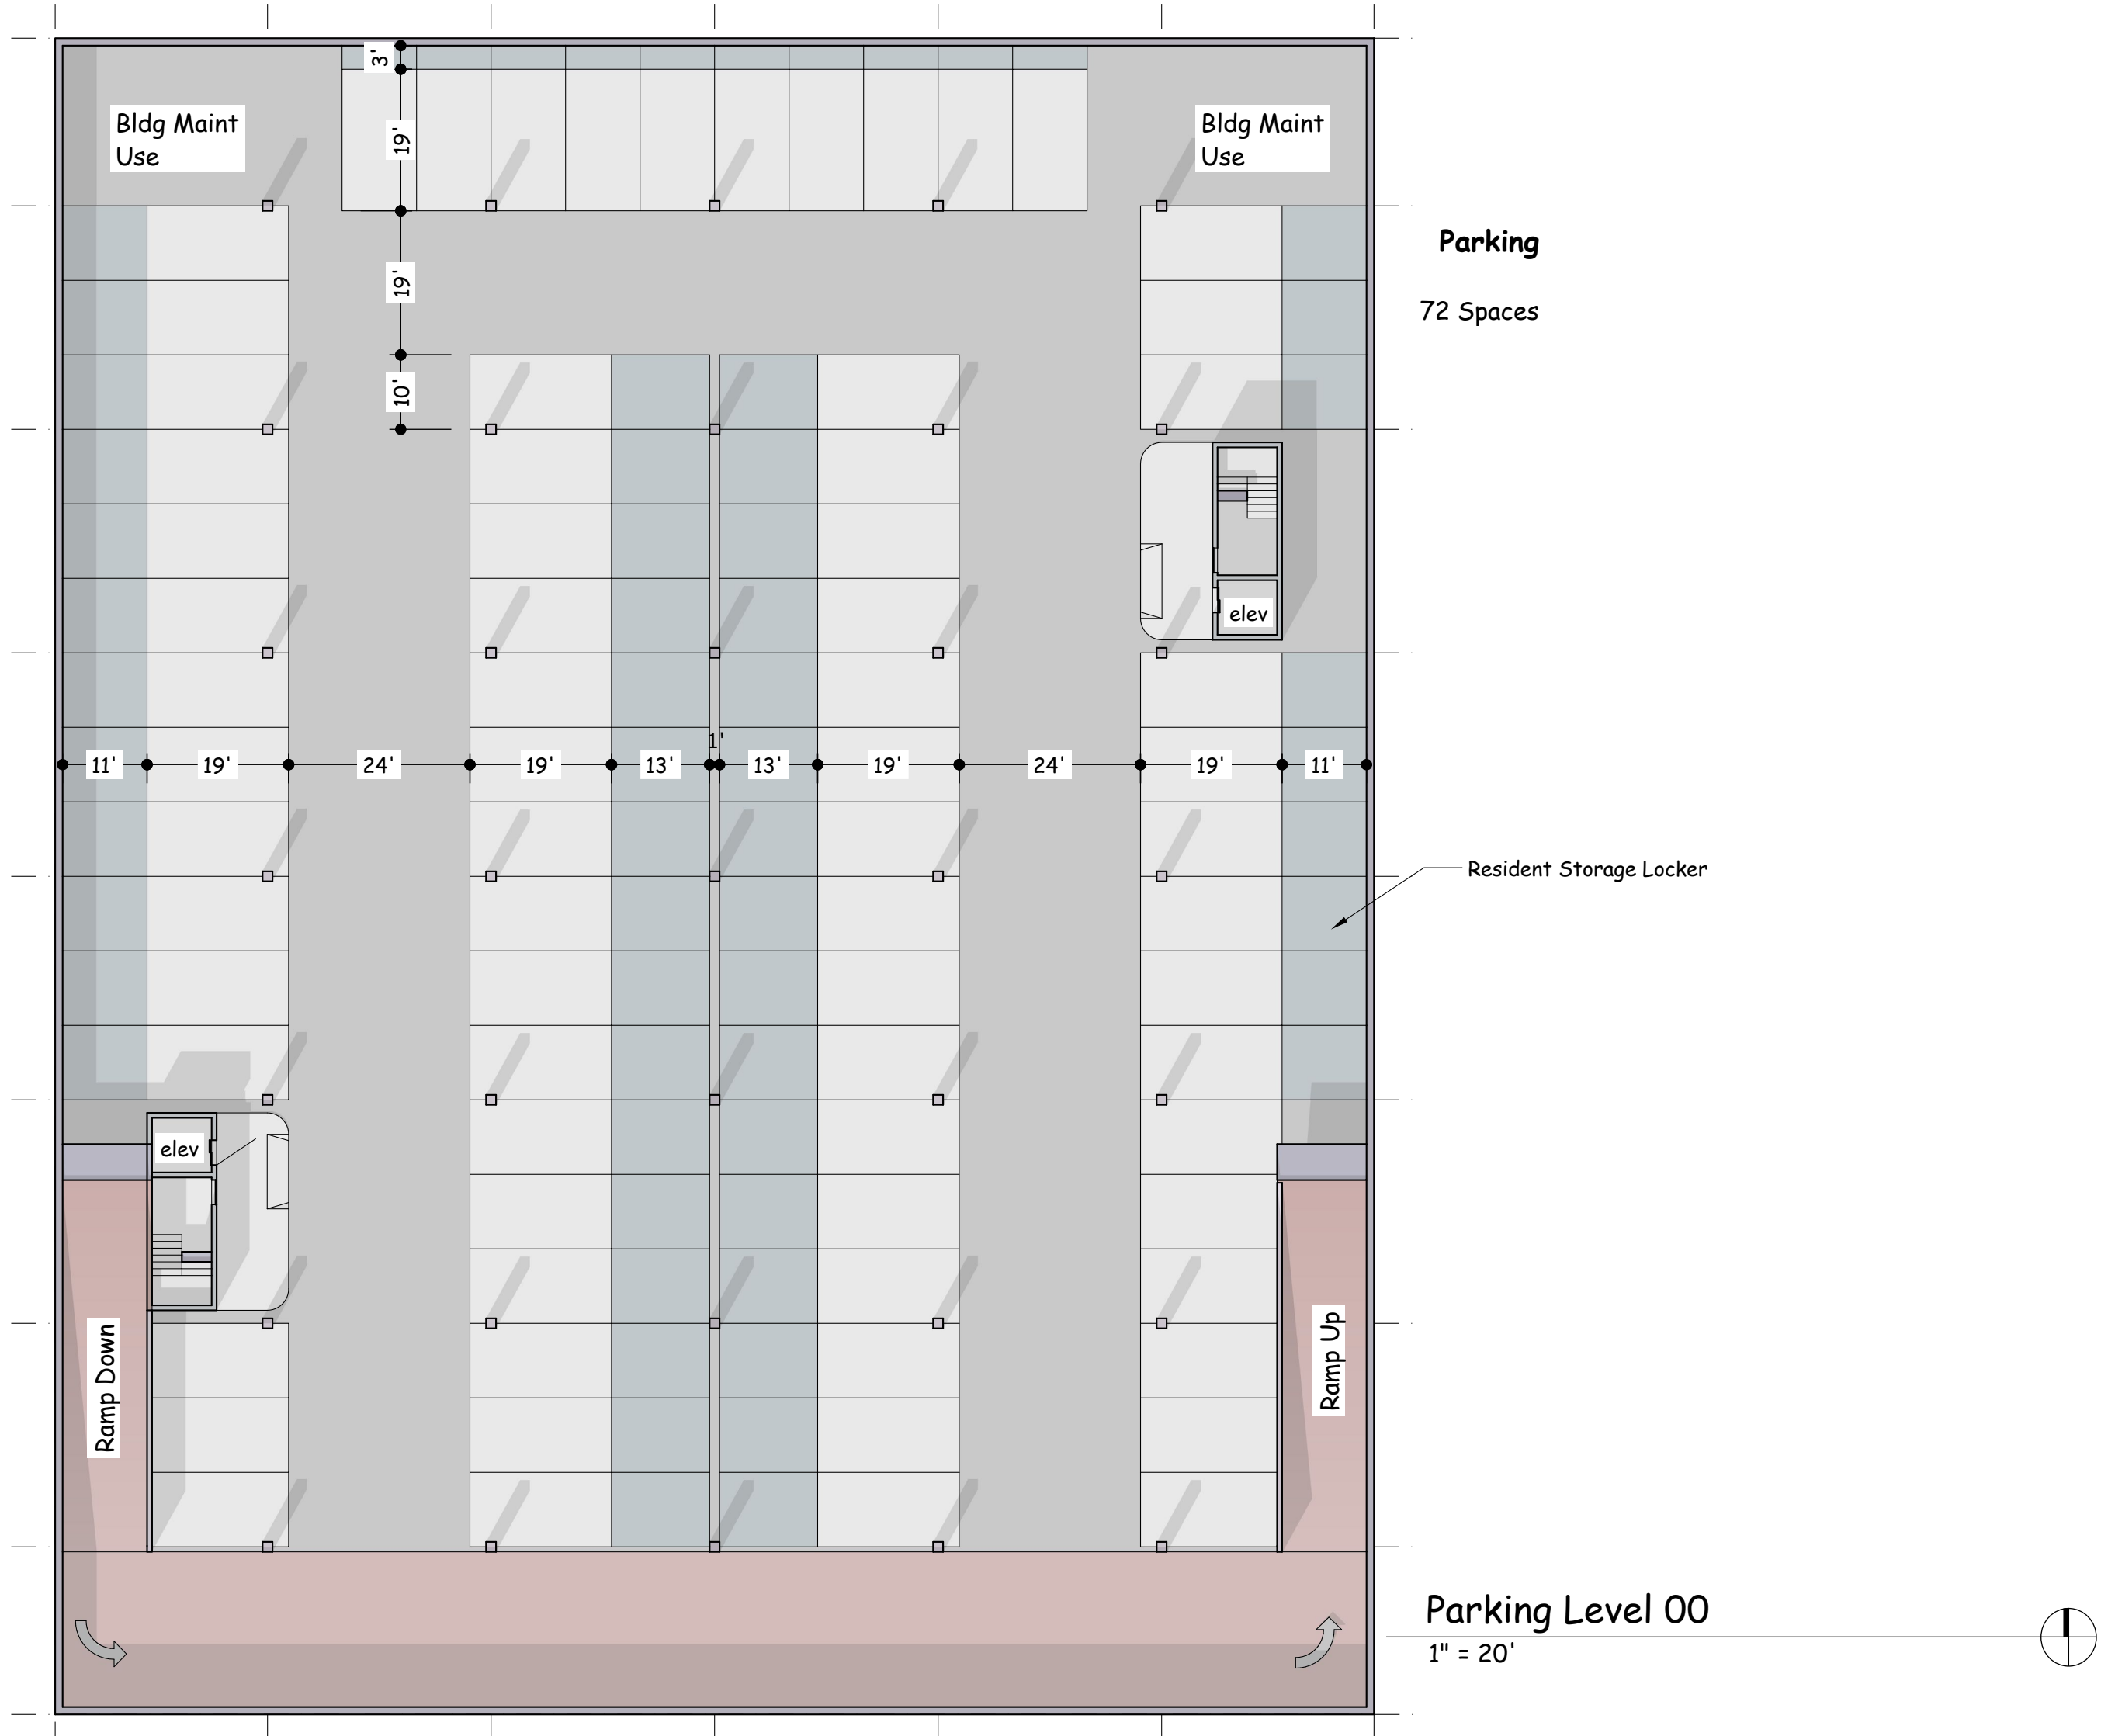 3'
Bldg Maint
Use
19'
Bldg Maint
Use
Parking
19'
72 Spaces
10'
elev
1'
11'  19'  24'  19'  13'  13'  19'  24'  19'  11'
Resident Storage Locker
elev
Ramp Down
Ramp Up
Parking Level 00
1" = 20'